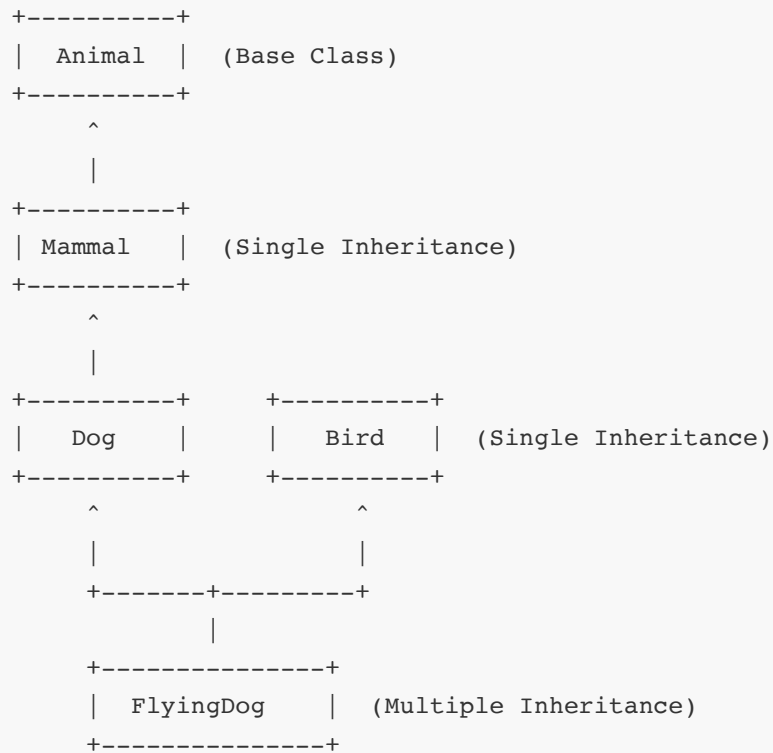 Animal (Base Class)
Mammal (Single Inheritance)
Dog Bird (Single Inheritance)
FlyingDog (Multiple Inheritance)